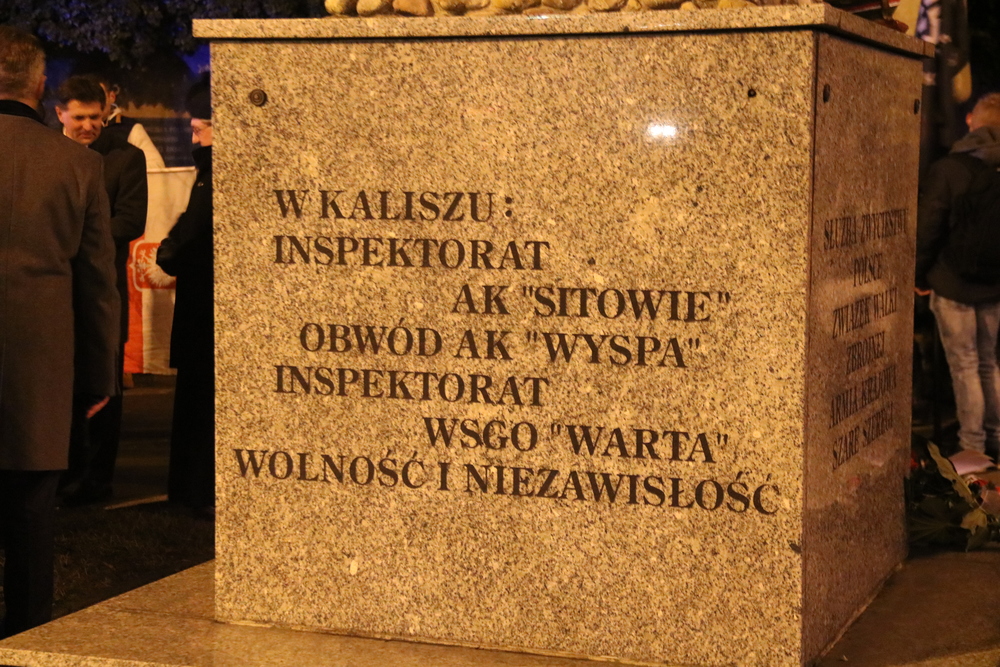 W KALISZU:
INSPEKTORAT
AK "SITOWIE"
OBWÓD AK "WYSPA"
INSPEKTORAT
WSGO "WARTA"
WOLNOŚĆ I NIEZAWISŁOŚĆ
SŁUŻBA ZWYCIĘSTWU
POLSCE
ZWIĄZEK WALKI
ZBROJNEJ
ARMIA KRAJOWA
SZARE SZEREGI